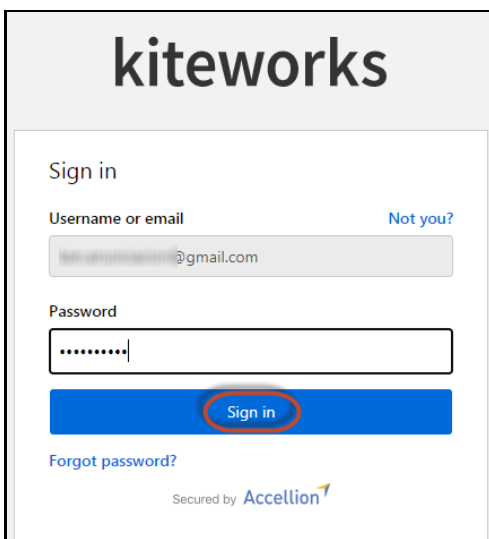 kiteworks
Sign in
Username or email Not you?
@gmail.com
Password
••••••••••
Sign in
Forgot password?
Secured by Accellion